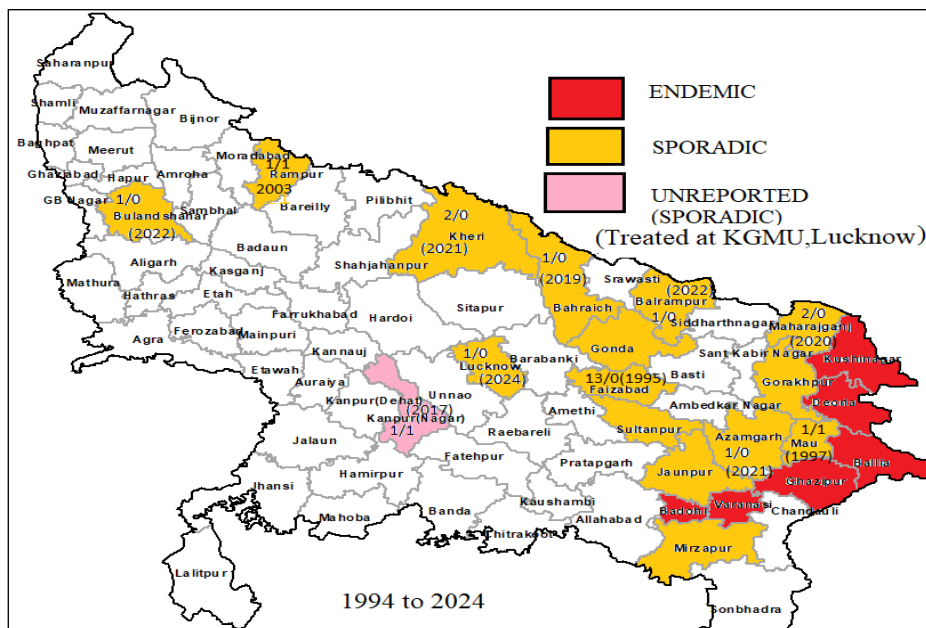 Saharanpur
Shamli
Muzaffarnagar
Bijnor
Baghpat
Meerut
Moradabad
1/1
Rampur
2003
Ghaziabad
Hapur
Amroha
GB Nagar
1/0
Bulandshahar
(2022)
Sambhal
Bareilly
Pilibhit
2/0
Kheri
(2021)
Badaun
Shahjahanpur
Aligarh
Kasganj
Mathura
Hathras
Etah
Farrukhabad
Hardoi
Sitapur
1/0
(2019)
Bahraich
Srawasti
(2022)
Balrampur
1/0
Siddharthnagar
2/0
Maharajganj
(2020)
Kushinagar
Agra
Ferozabad
Mainpuri
Kannauj
Etawah
Auraiya
1/0
Lucknow
(2024)
Barabanki
Gonda
13/0(1995)
Faizabad
Basti
Sant Kabir Nagar
Gorakhpur
Deoria
Kanpur(Dehat)
Unnao
(2017)
Kanpur(Nagar)
1/1
Raebareli
Amethi
Ambedkar Nagar
Sultanpur
Azamgarh
1/0
(2021)
1/1
Mau
(1997)
Ballia
Jalaun
Hamirpur
Fatehpur
Pratapgarh
Jaunpur
Ghazipur
Jhansi
Mahoba
Banda
Kaushambi
Chitrakoot
Allahabad
Badohi
Varanasi
Chandauli
Mirzapur
Lalitpur
Sonbhadra
ENDEMIC
SPORADIC
UNREPORTED
(SPORADIC)
(Treated at KGMU,Lucknow)
1994 to 2024